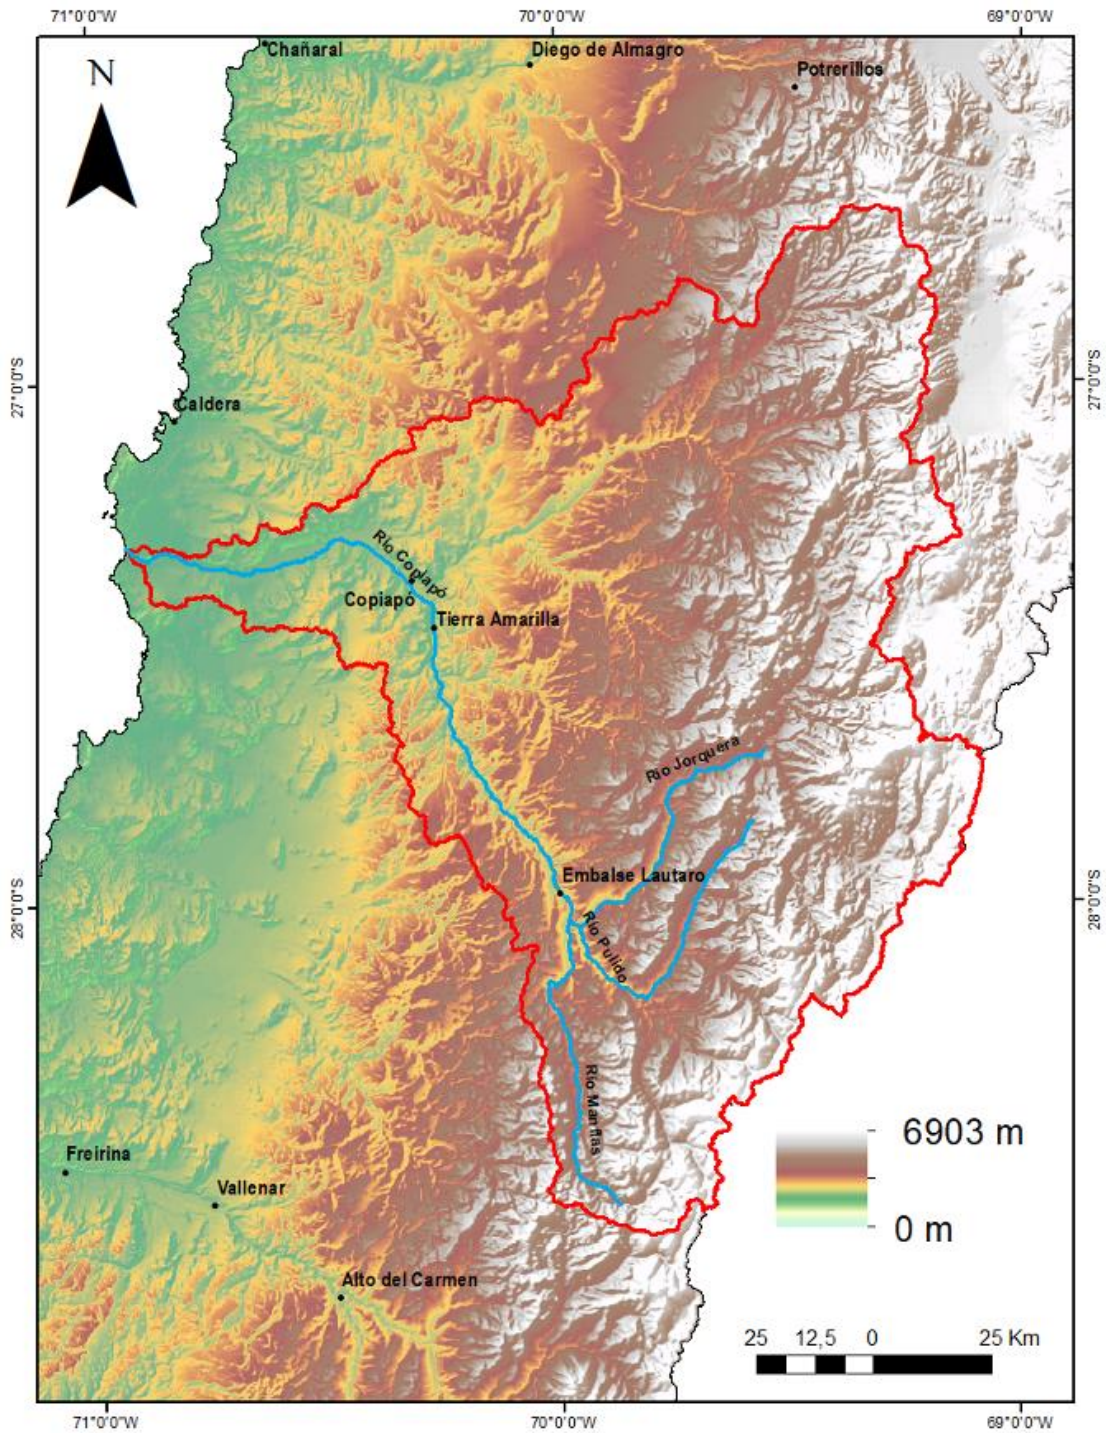 71°0'0"W
70°0'0"W
69°0'0"W
Chañaral
Diego de Almagro
Potrerillos
N
27°0'0"S
27°0'0"S
Caldera
Río Copiapó
Copiapó
Tierra Amarilla
Río Jorquera
Embalse Lautaro
28°0'0"S
28°0'0"S
Río Pulido
Río Manflas
6903 m
Freirina
Vallenar
0 m
Alto del Carmen
25 12,5 0 25 Km
71°0'0"W
70°0'0"W
69°0'0"W